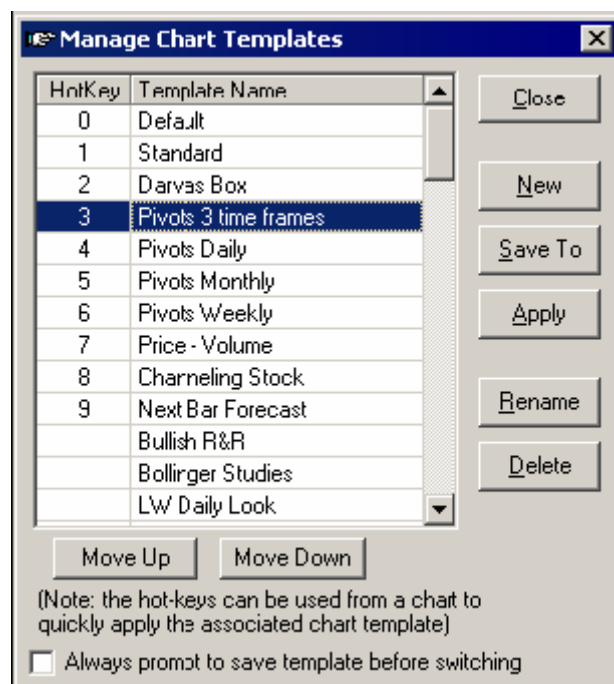 Manage Chart Templates
HotKey Template Name
0 Default
1 Standard
2 Darvas Box
3 Pivots 3 time frames
4 Pivots Daily
5 Pivots Monthly
6 Pivots Weekly
7 Price - Volume
8 Channeling Stock
9 Next Bar Forecast
Bullish R&R
Bollinger Studies
LW Daily Look
Close
New
Save To
Apply
Rename
Delete
Move Up Move Down
(Note: the hot-keys can be used from a chart to
quickly apply the associated chart template)
Always prompt to save template before switching